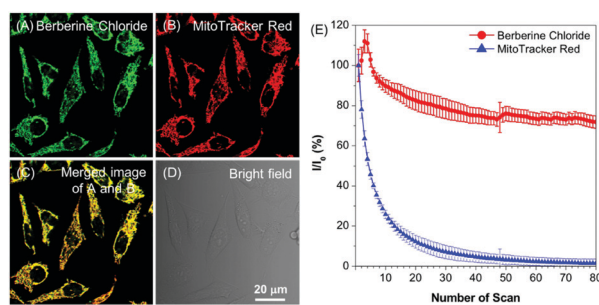 (A) Berberine Chloride
(B) MitoTracker Red
(C) Merged image
of A and B
(D) Bright field
20 μm
(E)
120
100
80
60
40
20
0
I/I0 (%)
Berberine Chloride
MitoTracker Red
0 10 20 30 40 50 60 70 80
Number of Scan